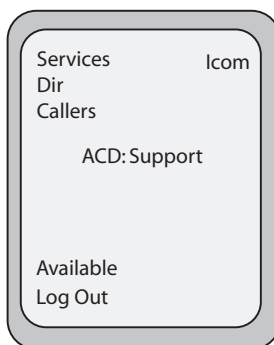 Services Icom
Dir
Callers
ACD: Support
Available
Log Out